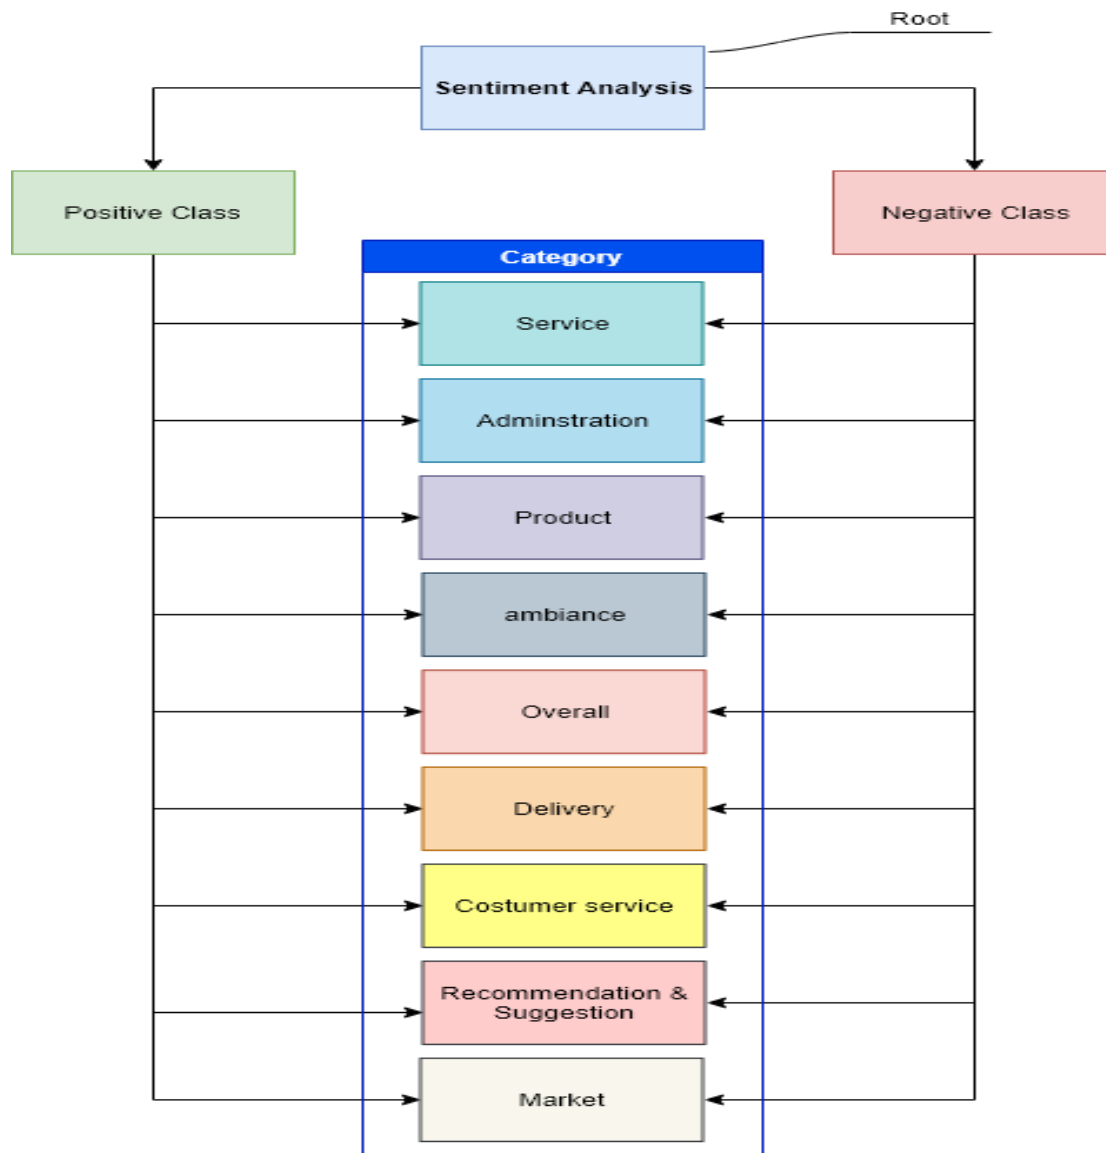 Root
Sentiment Analysis
Positive Class
Negative Class
Category
Service
Adminstration
Product
ambiance
Overall
Delivery
Costumer service
Recommendation &
Suggestion
Market